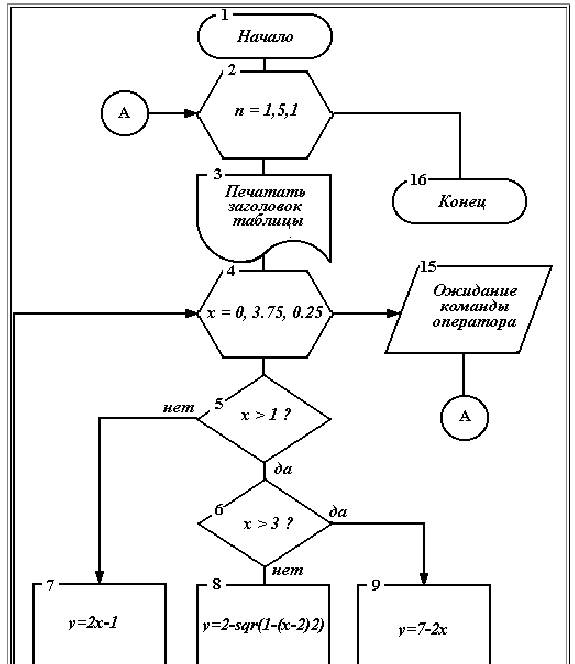 1
Начало
2
n = 1,5,1
A
3
Печатать
заголовок
таблицы
16
Конец
4
x = 0, 3.75, 0.25
15
Ожидание
команды
оператора
A
5
x > 1 ?
нет
да
6
x > 3 ?
да
нет
7
y=2x-1
8
y=2-sqr(1-(x-2)2)
9
y=7-2x